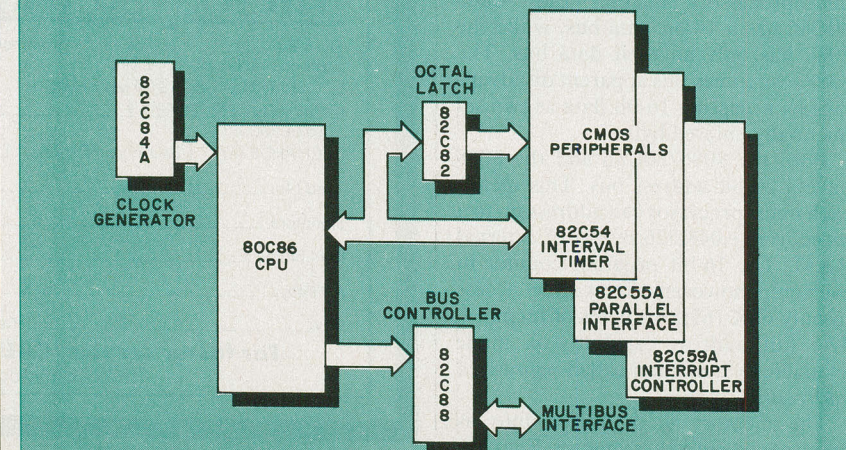 82C84A
CLOCK
GENERATOR
80C86
CPU
OCTAL
LATCH
82C82
BUS
CONTROLLER
82C88
MULTIBUS
INTERFACE
CMOS
PERIPHERALS
82C54
INTERVAL
TIMER
82C55A
PARALLEL
INTERFACE
82C59A
INTERRUPT
CONTROLLER